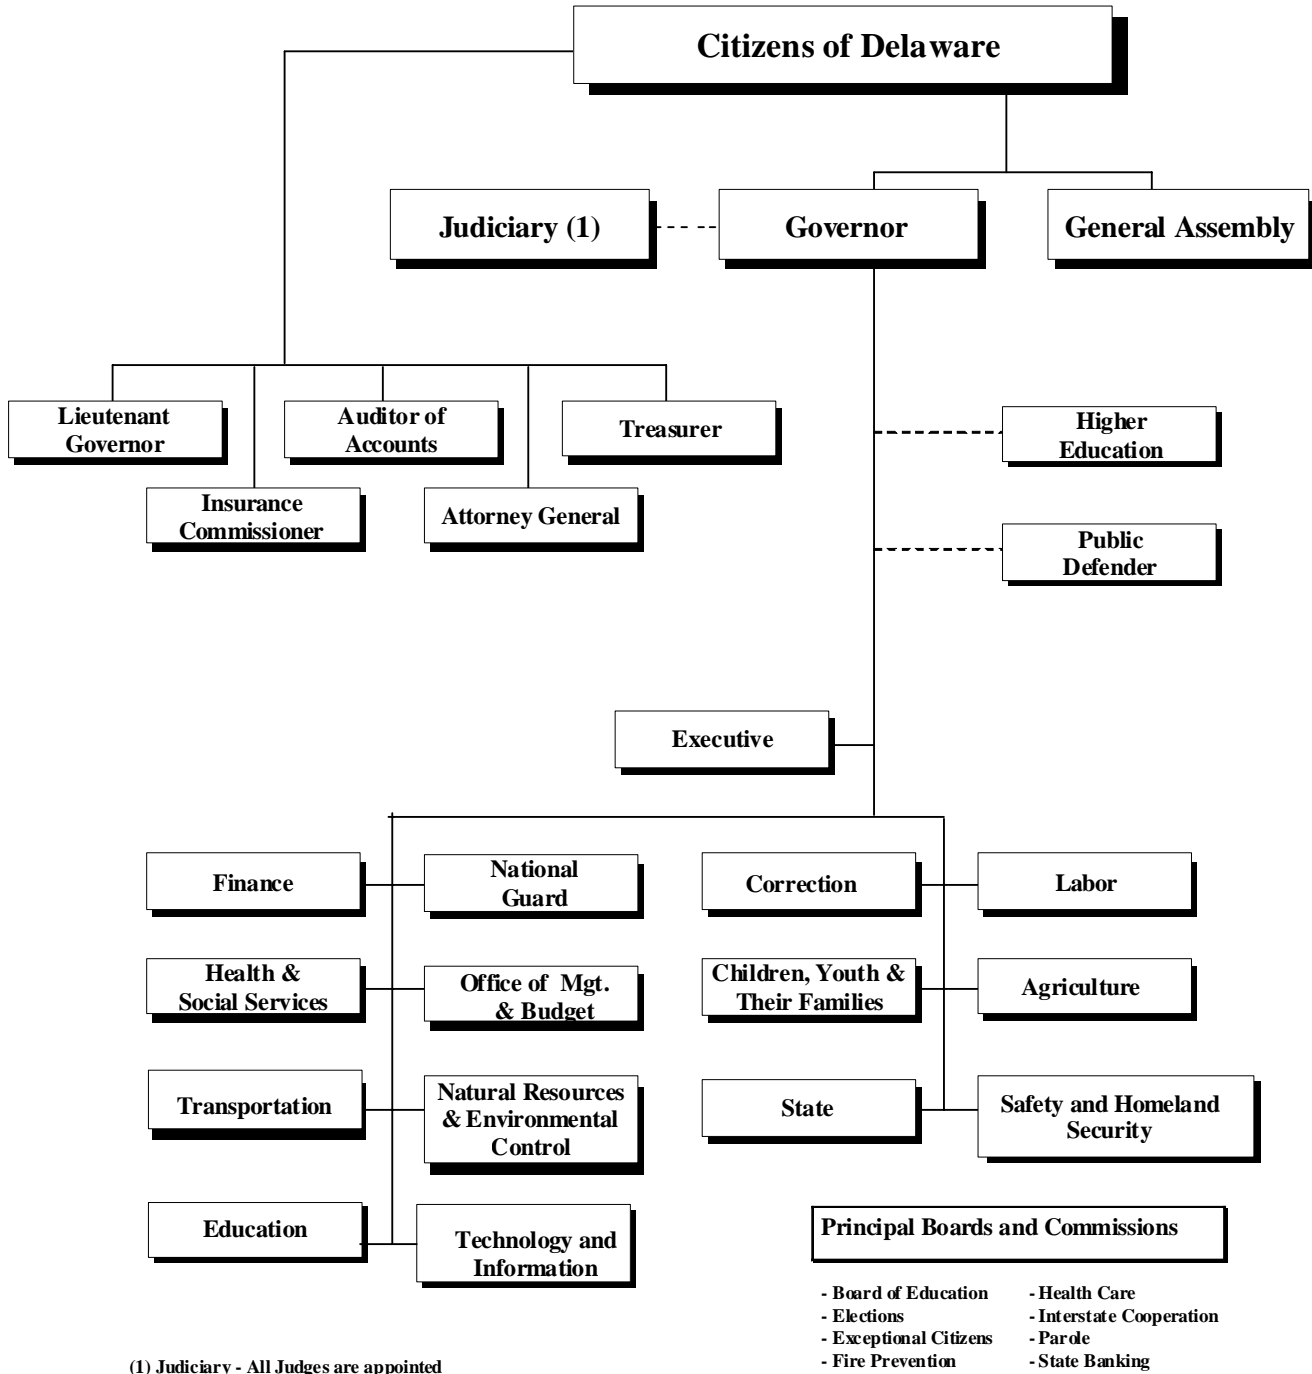 Citizens of Delaware
Judiciary (1)
Governor
General Assembly
Lieutenant
Governor
Auditor of
Accounts
Treasurer
Insurance
Commissioner
Attorney General
Higher
Education
Public
Defender
Executive
Finance
National
Guard
Correction
Labor
Health &
Social Services
Office of Mgt.
& Budget
Children, Youth &
Their Families
Agriculture
Transportation
Natural Resources
& Environmental
Control
State
Safety and Homeland
Security
Education
Technology and
Information
Principal Boards and Commissions
- Board of Education
- Elections
- Exceptional Citizens
- Fire Prevention
- Health Care
- Interstate Cooperation
- Parole
- State Banking
(1) Judiciary - All Judges are appointed